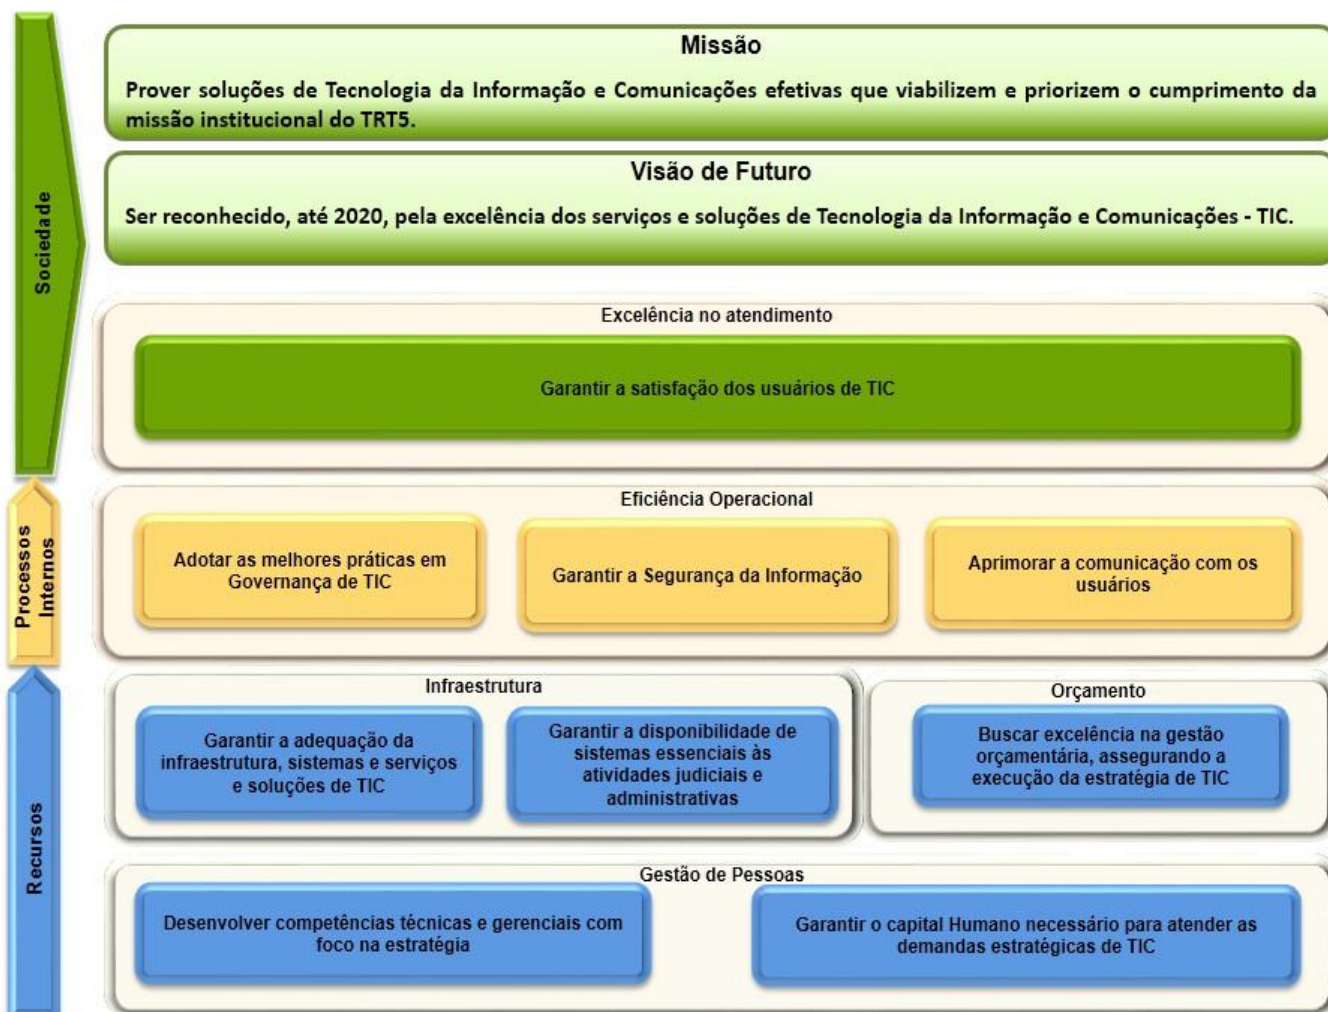 Sociedade
Missão
Prover soluções de Tecnologia da Informação e Comunicações efetivas que viabilizem e priorizem o cumprimento da
missão institucional do TRT5.
Visão de Futuro
Ser reconhecido, até 2020, pela excelência dos serviços e soluções de Tecnologia da Informação e Comunicações - TIC.
Excelência no atendimento
Garantir a satisfação dos usuários de TIC
Processos
Internos
Eficiência Operacional
Adotar as melhores práticas em
Governança de TIC
Garantir a Segurança da Informação
Aprimorar a comunicação com os
usuários
Recursos
Infraestrutura
Garantir a adequação da
infraestrutura, sistemas e serviços
e soluções de TIC
Garantir a disponibilidade de
sistemas essenciais às
atividades judiciais e
administrativas
Orçamento
Buscar excelência na gestão
orçamentária, assegurando a
execução da estratégia de TIC
Gestão de Pessoas
Desenvolver competências técnicas e gerenciais com
foco na estratégia
Garantir o capital Humano necessário para atender as
demandas estratégicas de TIC